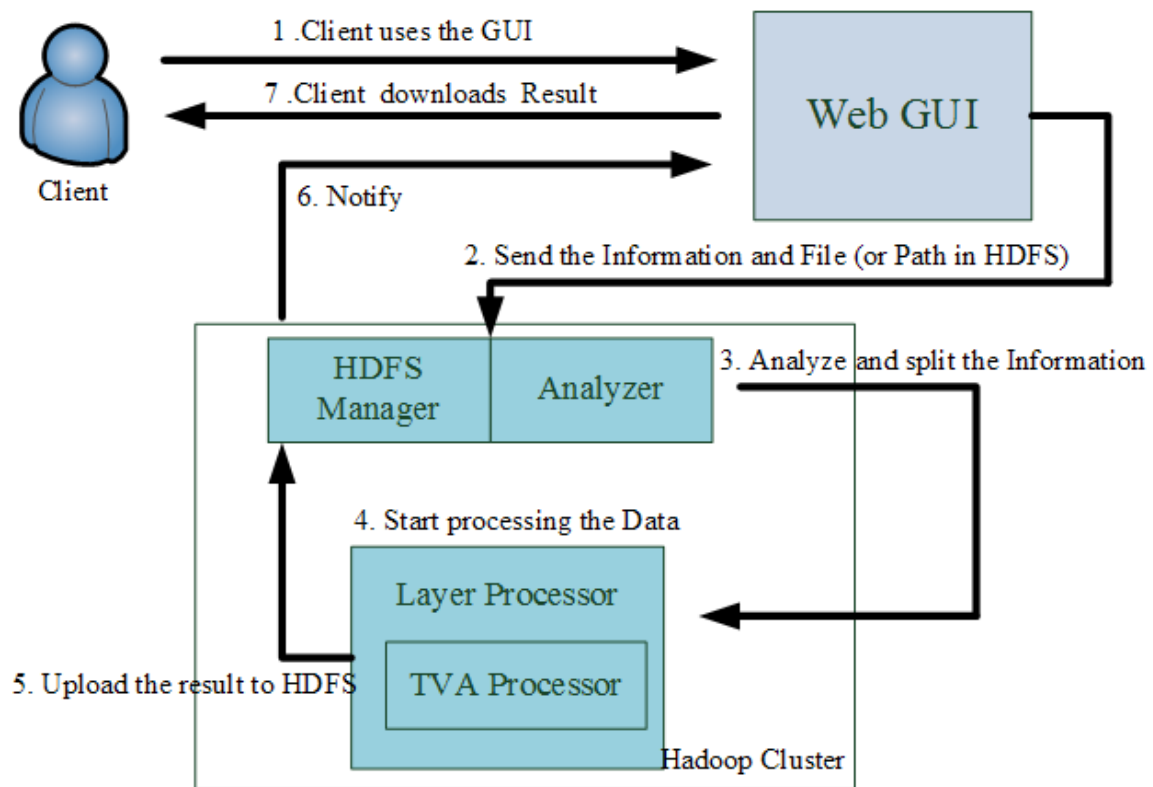 1 .Client uses the GUI
7 .Client downloads Result
Web GUI
Client
6. Notify
2. Send the Information and File (or Path in HDFS)
HDFS
Manager
Analyzer
3. Analyze and split the Information
4. Start processing the Data
Layer Processor
TVA Processor
5. Upload the result to HDFS
Hadoop Cluster